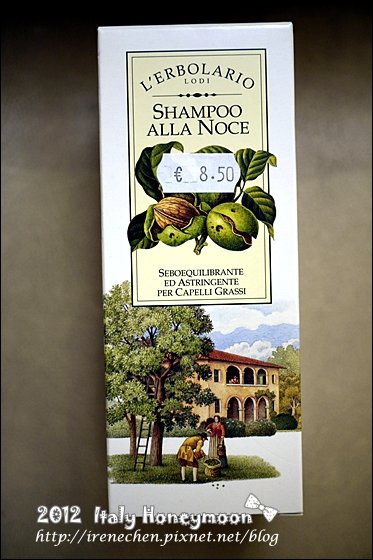 L'ERBOLARIO
LODI
SHAMPOO
ALLA NOCE
€ 8.50
SEBOEQUILIBRANTE
ED ASTRINGENTE
PER CAPELLI GRASSI
2012 Italy Honeymoon
http://irenechen.pixnet.net/blog